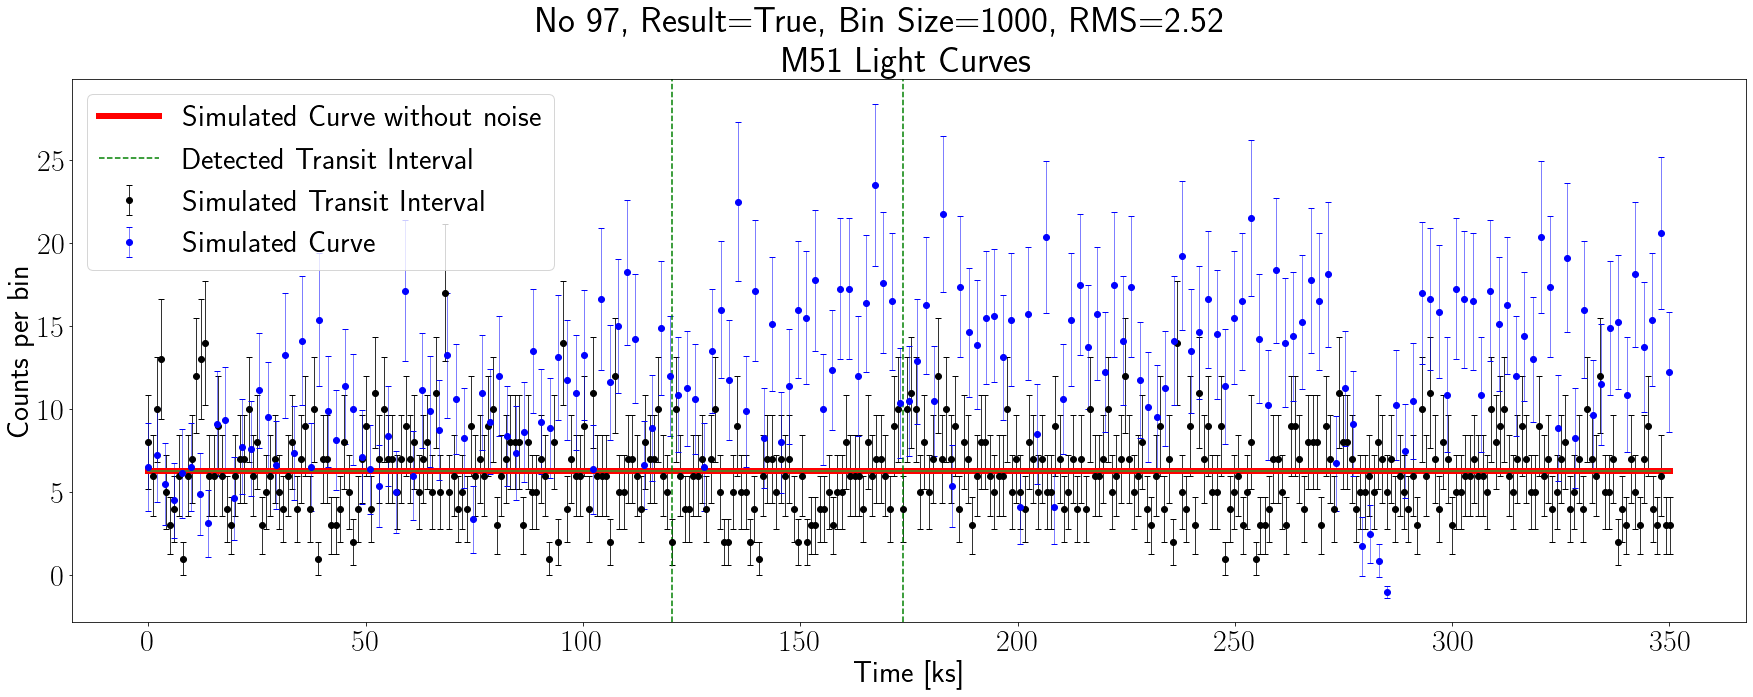 No 97, Result=True, Bin Size=1000, RMS=2.52
M51 Light Curves
Simulated Curve without noise
Detected Transit Interval
Simulated Transit Interval
Simulated Curve
Counts per bin
25
20
15
10
5
0
0 50 100 150 200 250 300 350
Time [ks]